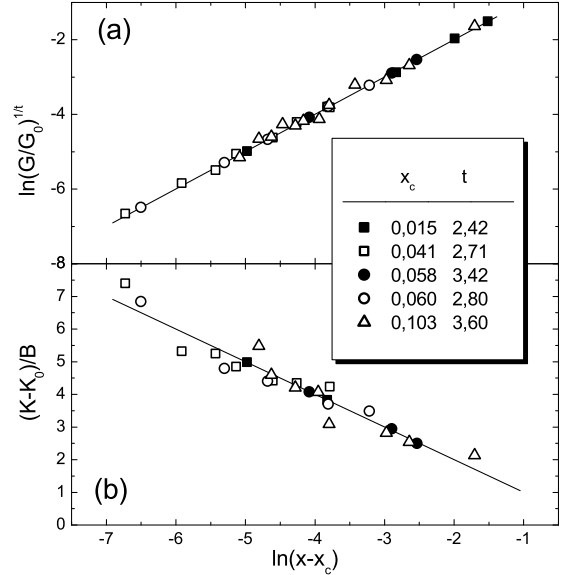 (a)
ln(G/G₀)^1/t
-2
-4
-6
-8
x_c t
0,015 2,42
0,041 2,71
0,058 3,42
0,060 2,80
0,103 3,60
(K-K₀)/B
7
6
5
4
3
2
1
0
(b)
-7 -6 -5 -4 -3 -2 -1
ln(x-x_c)